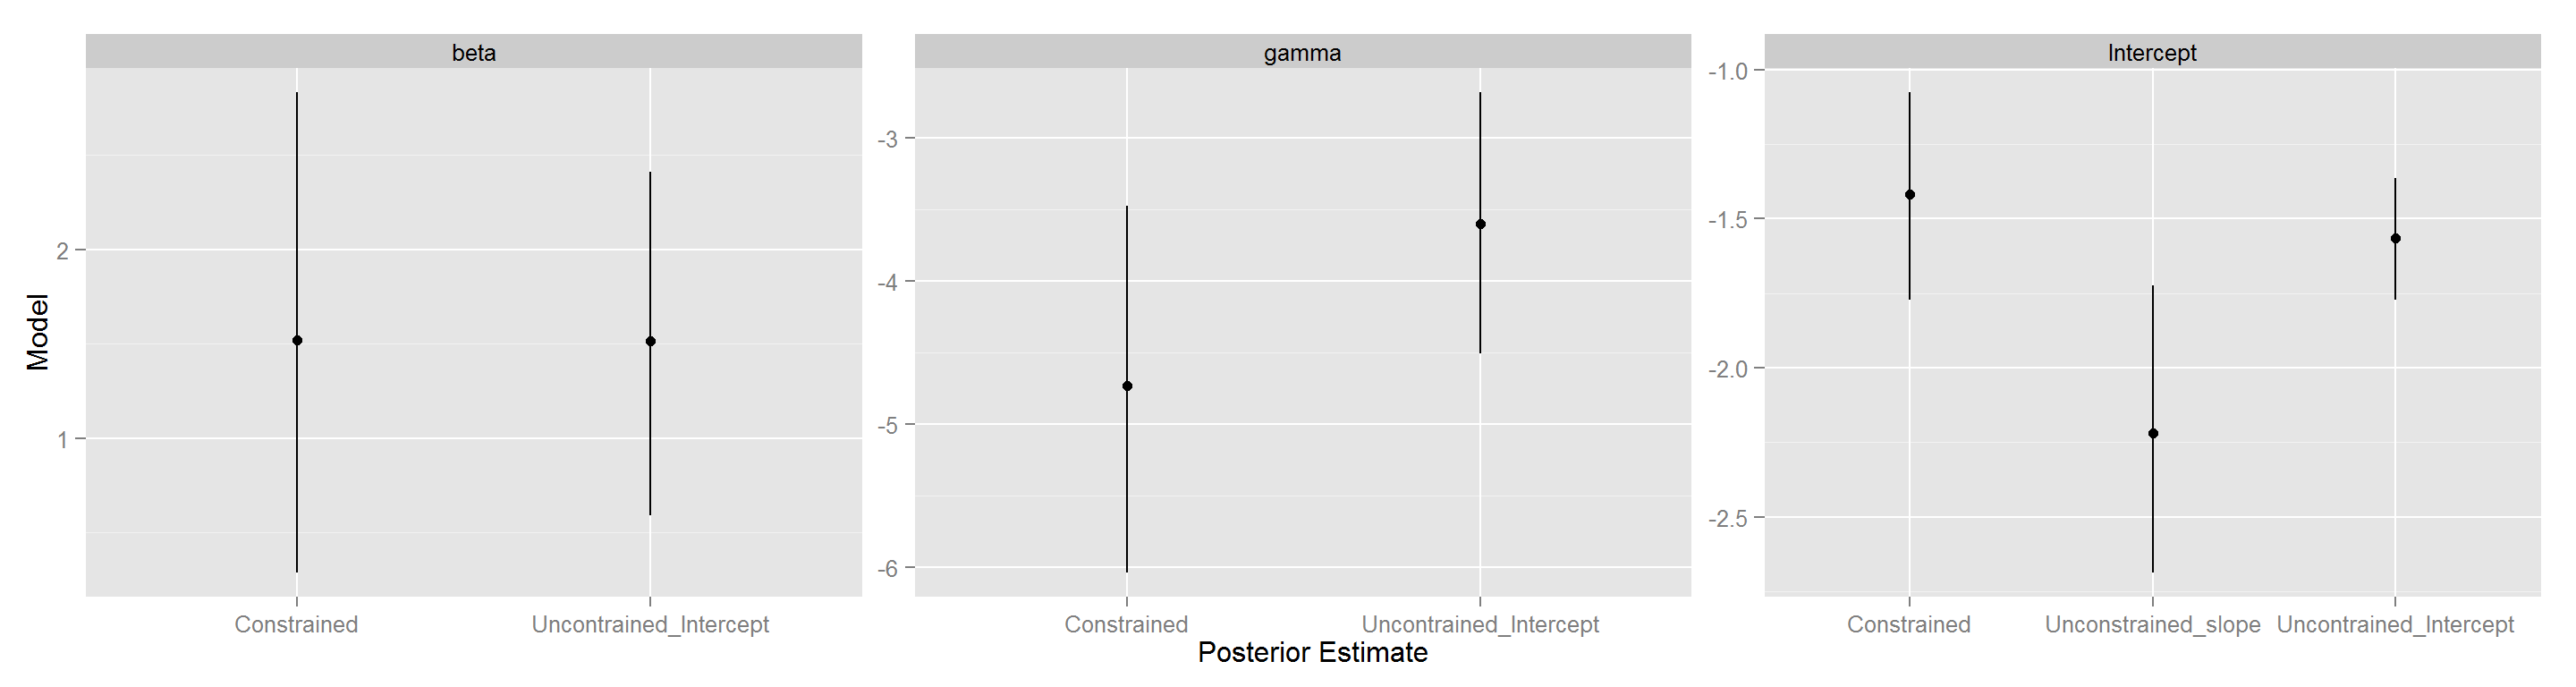 beta
gamma
Intercept
Model
2
1
-3
-4
-5
-6
-1.0
-1.5
-2.0
-2.5
Constrained
Uncontrained_Intercept
Constrained
Uncontrained_Intercept
Constrained
Unconstrained_slope
Uncontrained_Intercept
Posterior Estimate